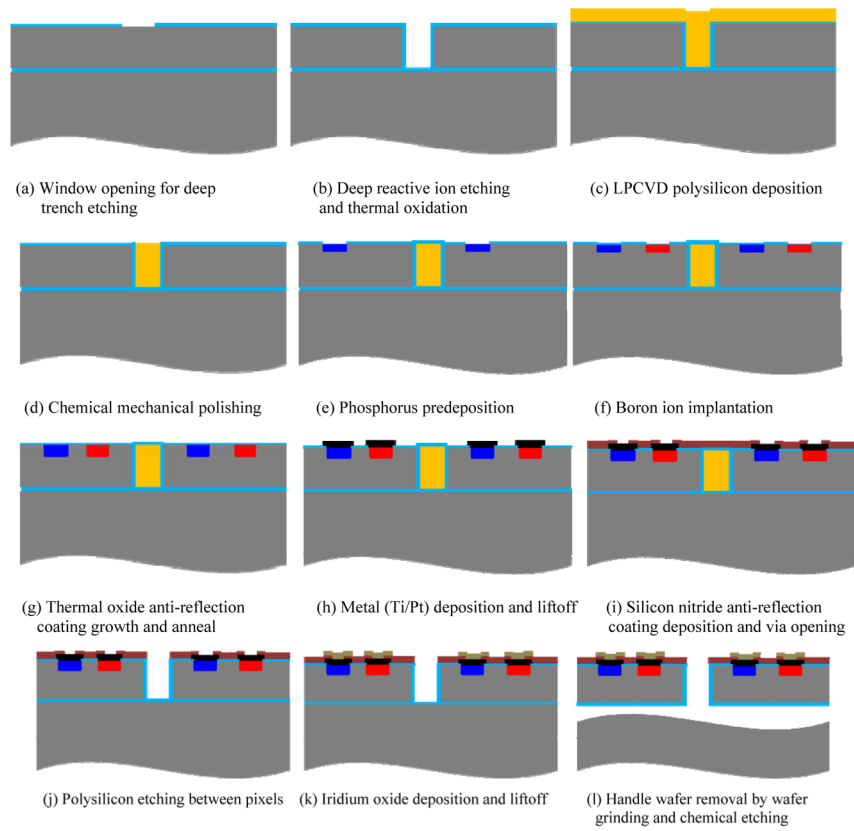 (a) Window opening for deep
trench etching
(b) Deep reactive ion etching
and thermal oxidation
(c) LPCVD polysilicon deposition
(d) Chemical mechanical polishing
(e) Phosphorus predeposition
(f) Boron ion implantation
(g) Thermal oxide anti-reflection
coating growth and anneal
(h) Metal (Ti/Pt) deposition and liftoff
(i) Silicon nitride anti-reflection
coating deposition and via opening
(j) Polysilicon etching between pixels
(k) Iridium oxide deposition and liftoff
(l) Handle wafer removal by wafer
grinding and chemical etching